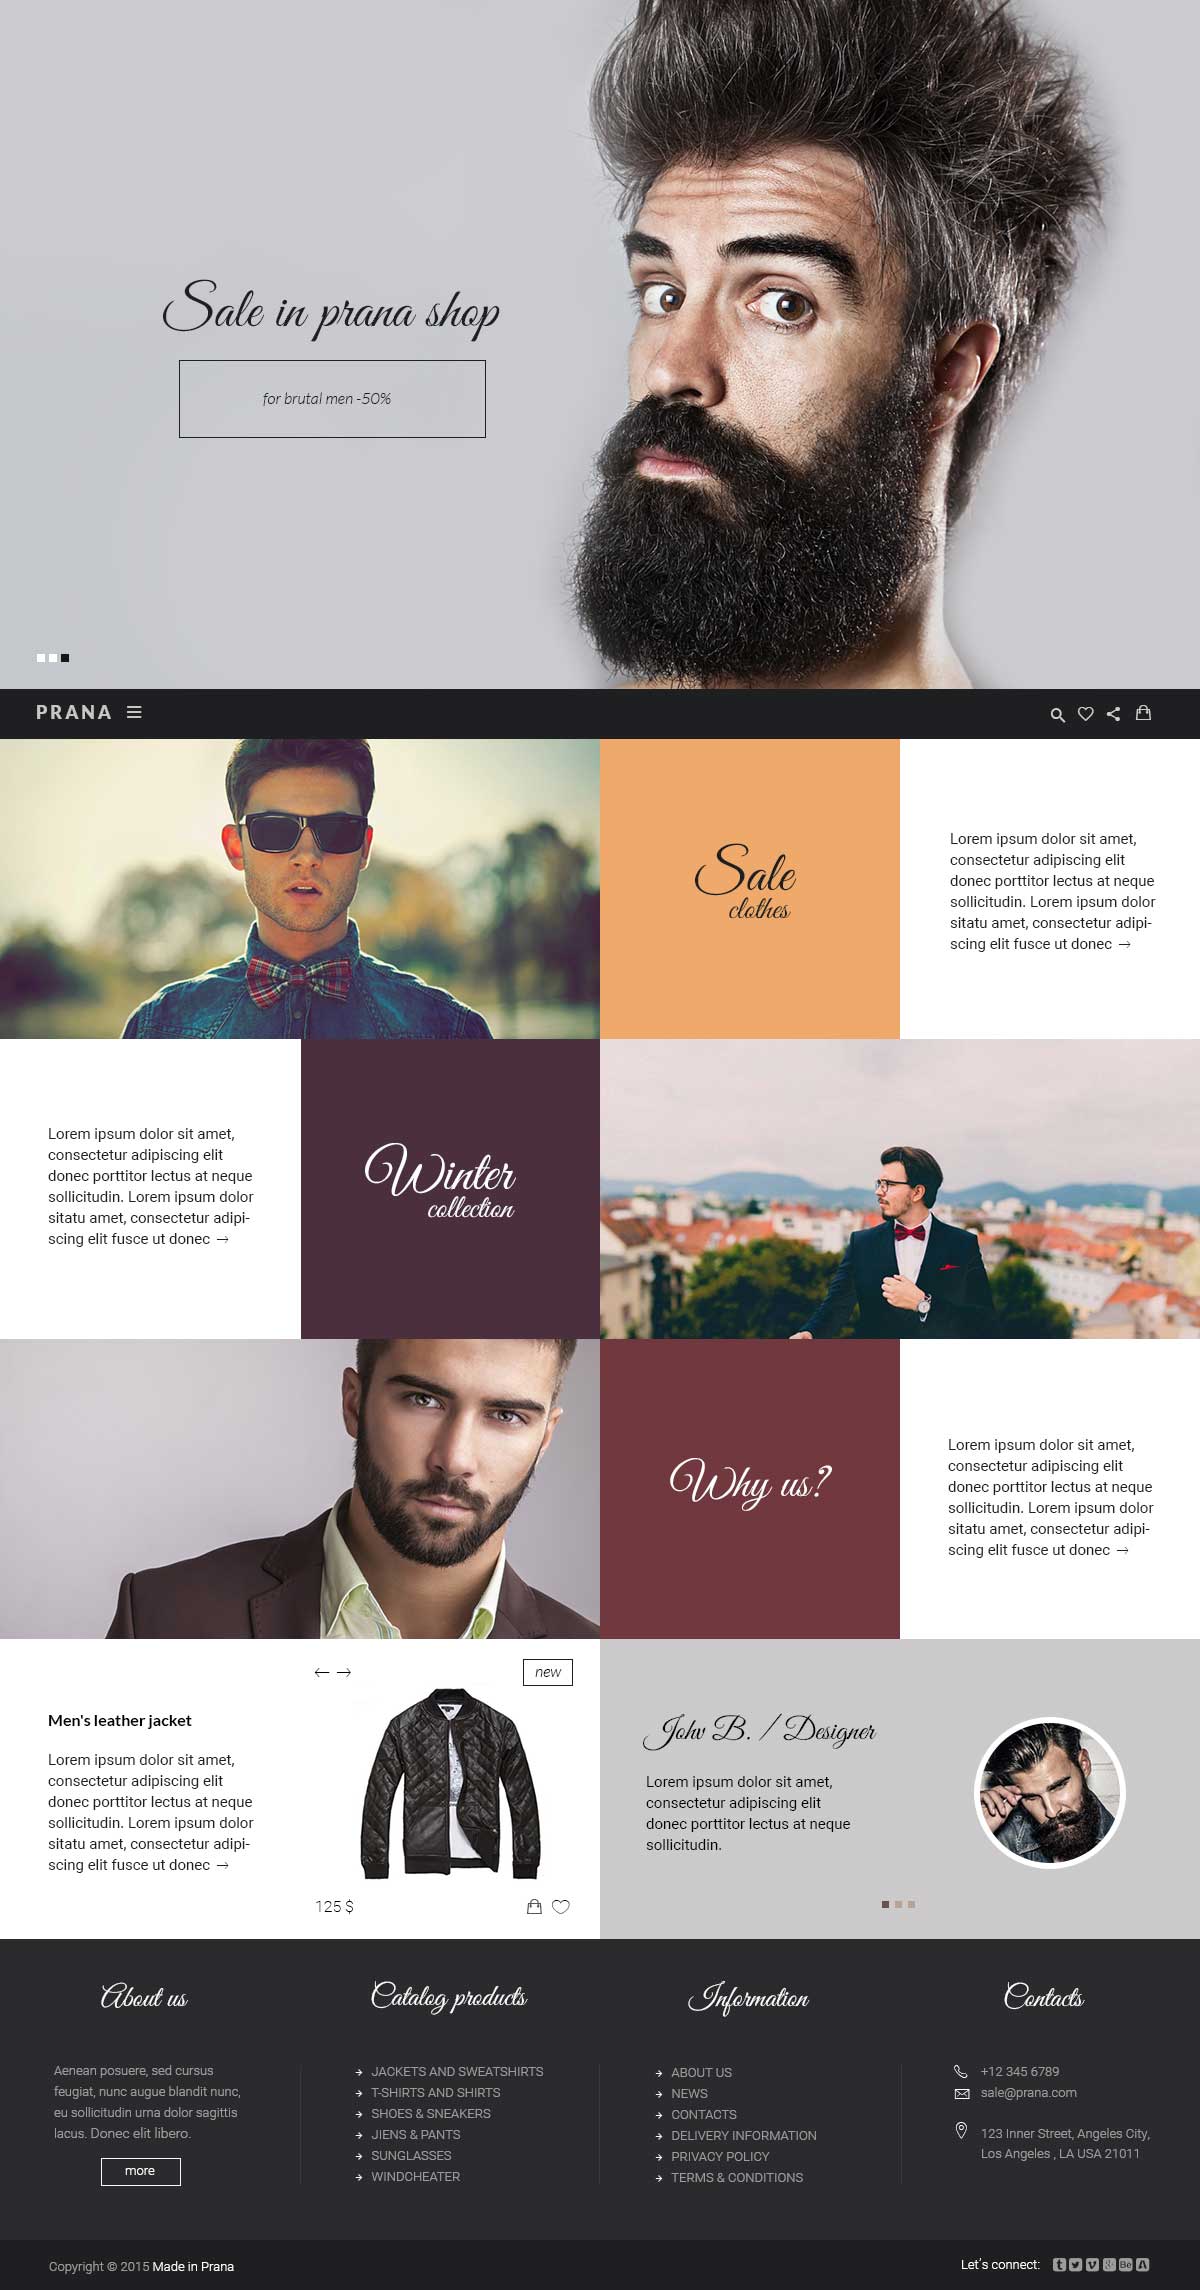 Sale in prana shop
for brutal men -50%
PRANA
Sale
clothes
Lorem ipsum dolor sit amet,
consectetur adipiscing elit
donec porttitor lectus at neque
sollicitudin. Lorem ipsum dolor
sitatu amet, consectetur adipi-
scing elit fusce ut donec →
Lorem ipsum dolor sit amet,
consectetur adipiscing elit
donec porttitor lectus at neque
sollicitudin. Lorem ipsum dolor
sitatu amet, consectetur adipi-
scing elit fusce ut donec →
Winter
collection
Why us?
Lorem ipsum dolor sit amet,
consectetur adipiscing elit
donec porttitor lectus at neque
sollicitudin. Lorem ipsum dolor
sitatu amet, consectetur adipi-
scing elit fusce ut donec →
← →
new
Men's leather jacket
Lorem ipsum dolor sit amet,
consectetur adipiscing elit
donec porttitor lectus at neque
sollicitudin. Lorem ipsum dolor
sitatu amet, consectetur adipi-
scing elit fusce ut donec →
125 $
Johv B. / Designer
Lorem ipsum dolor sit amet,
consectetur adipiscing elit
donec porttitor lectus at neque
sollicitudin.
About us
Aenean posuere, sed cursus
feugiat, nunc augue blandit nunc,
eu sollicitudin urna dolor sagittis
lacus. Donec elit libero.
more
Catalog products
JACKETS AND SWEATSHIRTS
T-SHIRTS AND SHIRTS
SHOES & SNEAKERS
JIENS & PANTS
SUNGLASSES
WINDCHEATER
Information
ABOUT US
NEWS
CONTACTS
DELIVERY INFORMATION
PRIVACY POLICY
TERMS & CONDITIONS
Contacts
+12 345 6789
sale@prana.com
123 Inner Street, Angeles City,
Los Angeles , LA USA 21011
Copyright © 2015 Made in Prana
Let's connect: